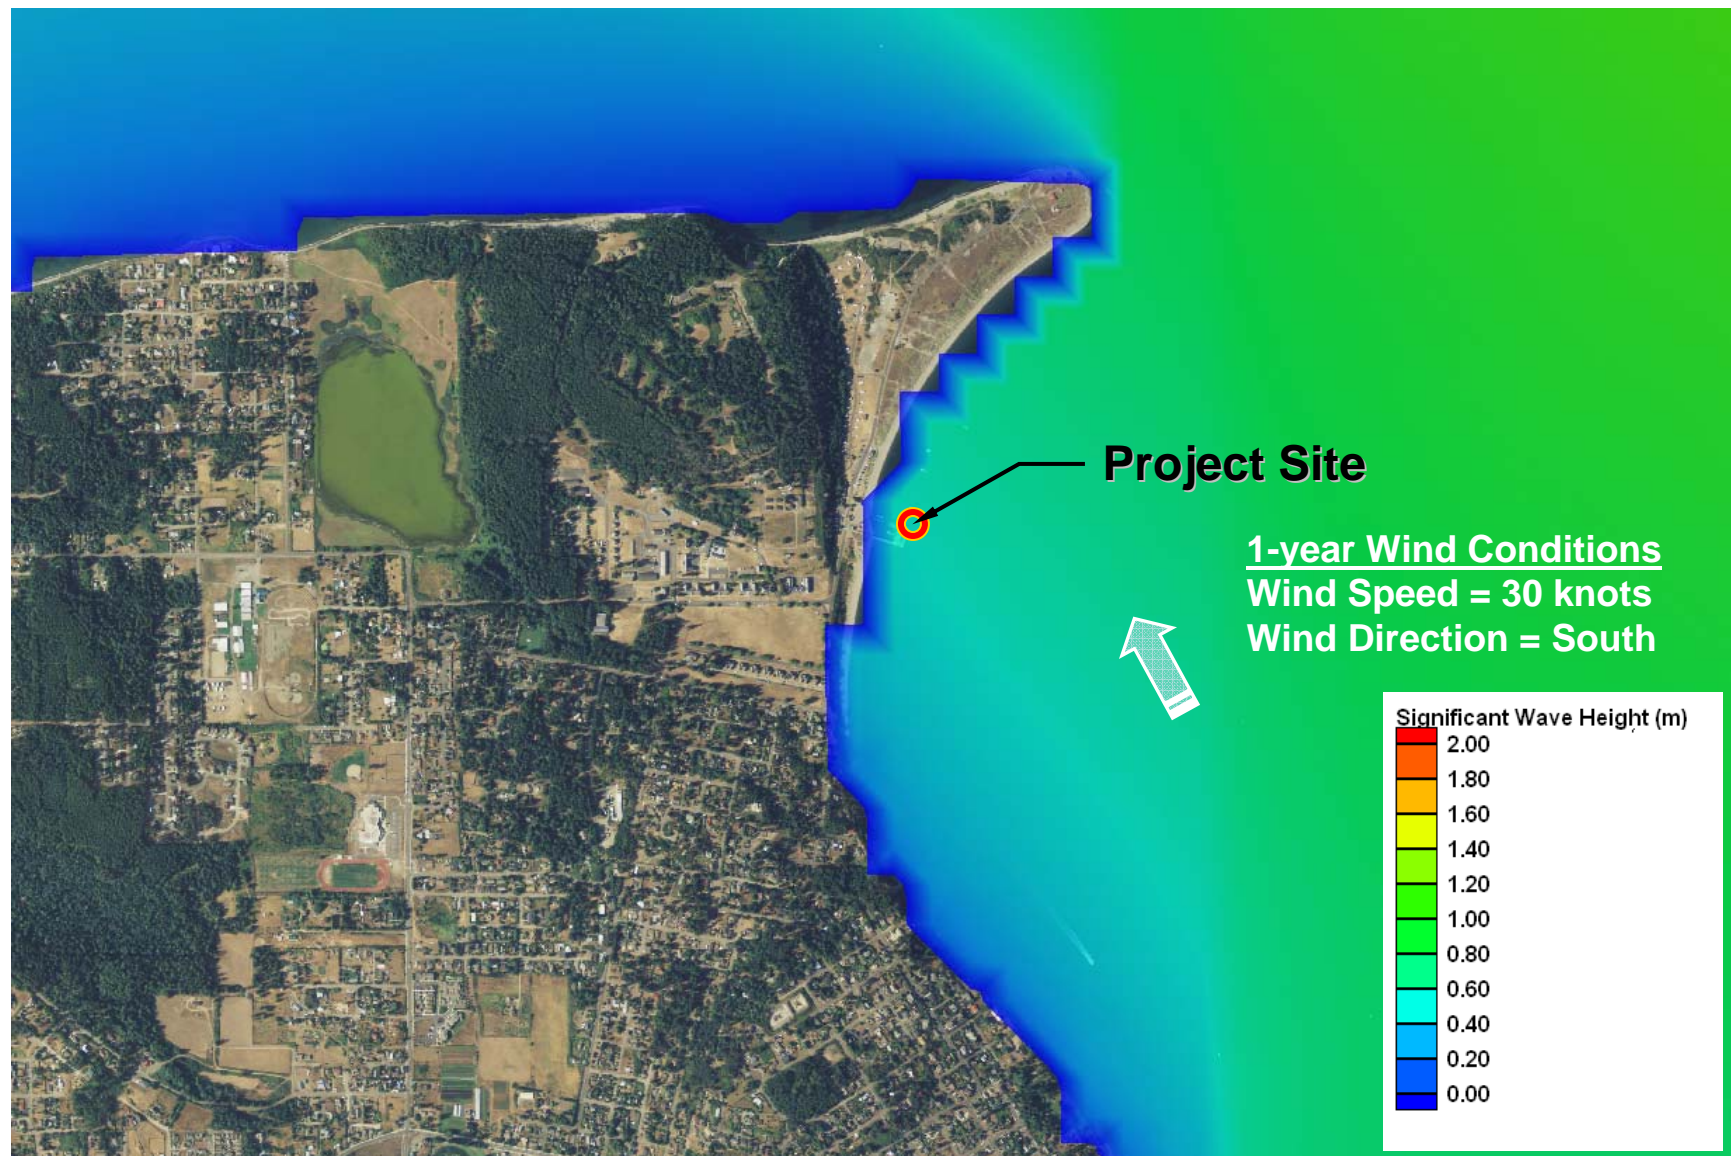 Project Site
1-year Wind Conditions
Wind Speed = 30 knots
Wind Direction = South
Significant Wave Height (m)
2.00
1.80
1.60
1.40
1.20
1.00
0.80
0.60
0.40
0.20
0.00